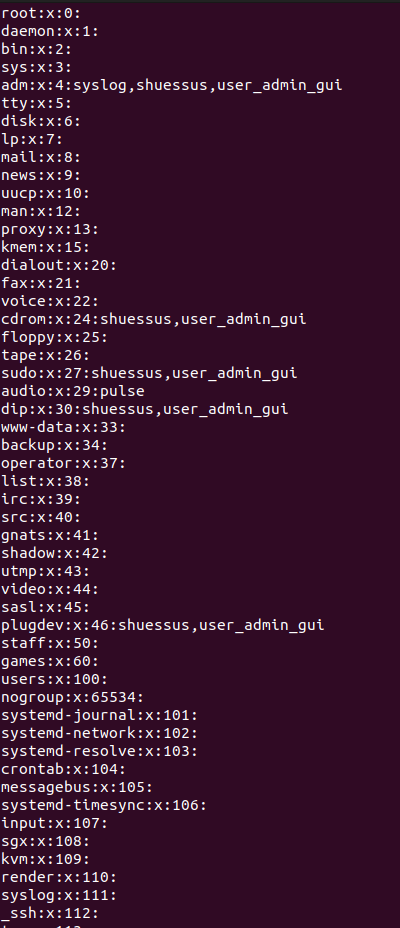 root:x:0:
daemon:x:1:
bin:x:2:
sys:x:3:
adm:x:4:syslog,shuessus,user_admin_gui
tty:x:5:
disk:x:6:
lp:x:7:
mail:x:8:
news:x:9:
uucp:x:10:
man:x:12:
proxy:x:13:
kmem:x:15:
dialout:x:20:
fax:x:21:
voice:x:22:
cdrom:x:24:shuessus,user_admin_gui
floppy:x:25:
tape:x:26:
sudo:x:27:shuessus,user_admin_gui
audio:x:29:pulse
dip:x:30:shuessus,user_admin_gui
www-data:x:33:
backup:x:34:
operator:x:37:
list:x:38:
irc:x:39:
src:x:40:
gnats:x:41:
shadow:x:42:
utmp:x:43:
video:x:44:
sasl:x:45:
plugdev:x:46:shuessus,user_admin_gui
staff:x:50:
games:x:60:
users:x:100:
nogroup:x:65534:
systemd-journal:x:101:
systemd-network:x:102:
systemd-resolve:x:103:
crontab:x:104:
messagebus:x:105:
systemd-timesync:x:106:
input:x:107:
sgx:x:108:
kvm:x:109:
render:x:110:
syslog:x:111:
_ssh:x:112: